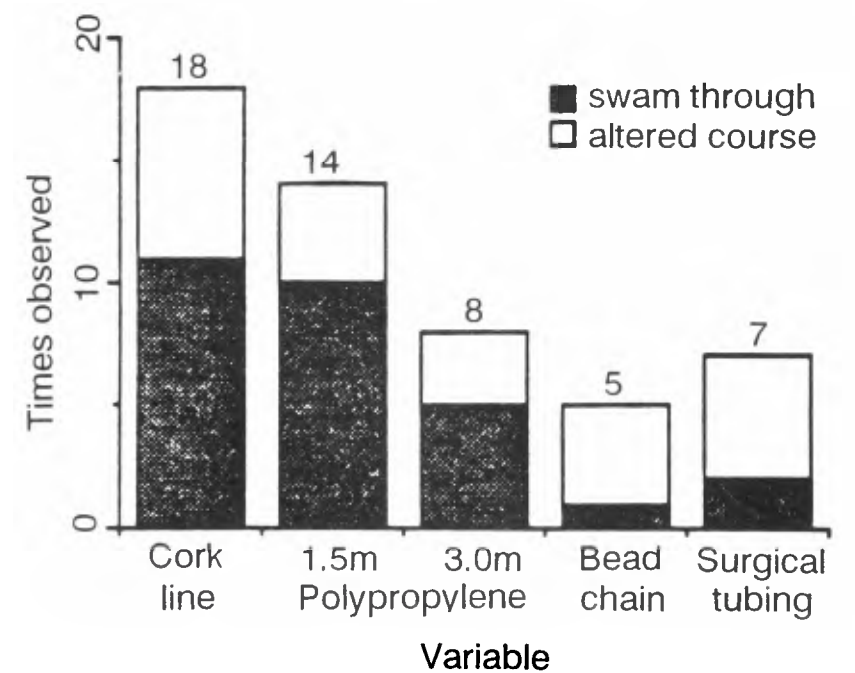 20
18
swam through
altered course
14
Times observed
10
8
7
5
0
Cork line
1.5m
3.0m
Polypropylene
Bead chain
Surgical tubing
Variable